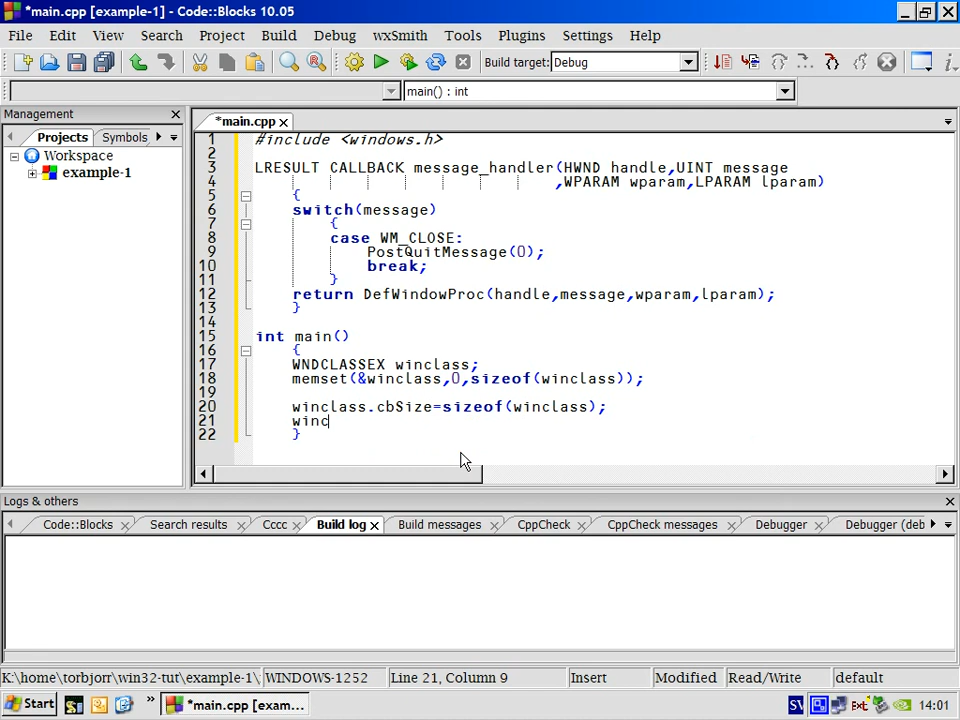 *main.cpp [example-1] - Code::Blocks 10.05
File Edit View Search Project Build Debug wxSmith Tools Plugins Settings Help
Build target: Debug
main() : int
Management
*main.cpp
Projects Symbols
Workspace
example-1
1 #include <windows.h>
2
3 LRESULT CALLBACK message_handler(HWND handle,UINT message
4 ,WPARAM wparam,LPARAM lparam)
5 {
6 switch(message)
7 {
8 case WM_CLOSE:
9 PostQuitMessage(0);
10 break;
11 }
12 return DefWindowProc(handle,message,wparam,lparam);
13 }
14
15 int main()
16 {
17 WNDCLASSEX winclass;
18 memset(&winclass,0,sizeof(winclass));
19
20 winclass.cbSize=sizeof(winclass);
21 winc
22 }
Logs & others
Code::Blocks Search results Cccc Build log Build messages CppCheck CppCheck messages Debugger Debugger (deb
K:\home\torbjorr\win32-tut\example-1\ WINDOWS-1252 Line 21, Column 9 Insert Modified Read/Write default
Start *main.cpp [exam... SV Ext 14:01